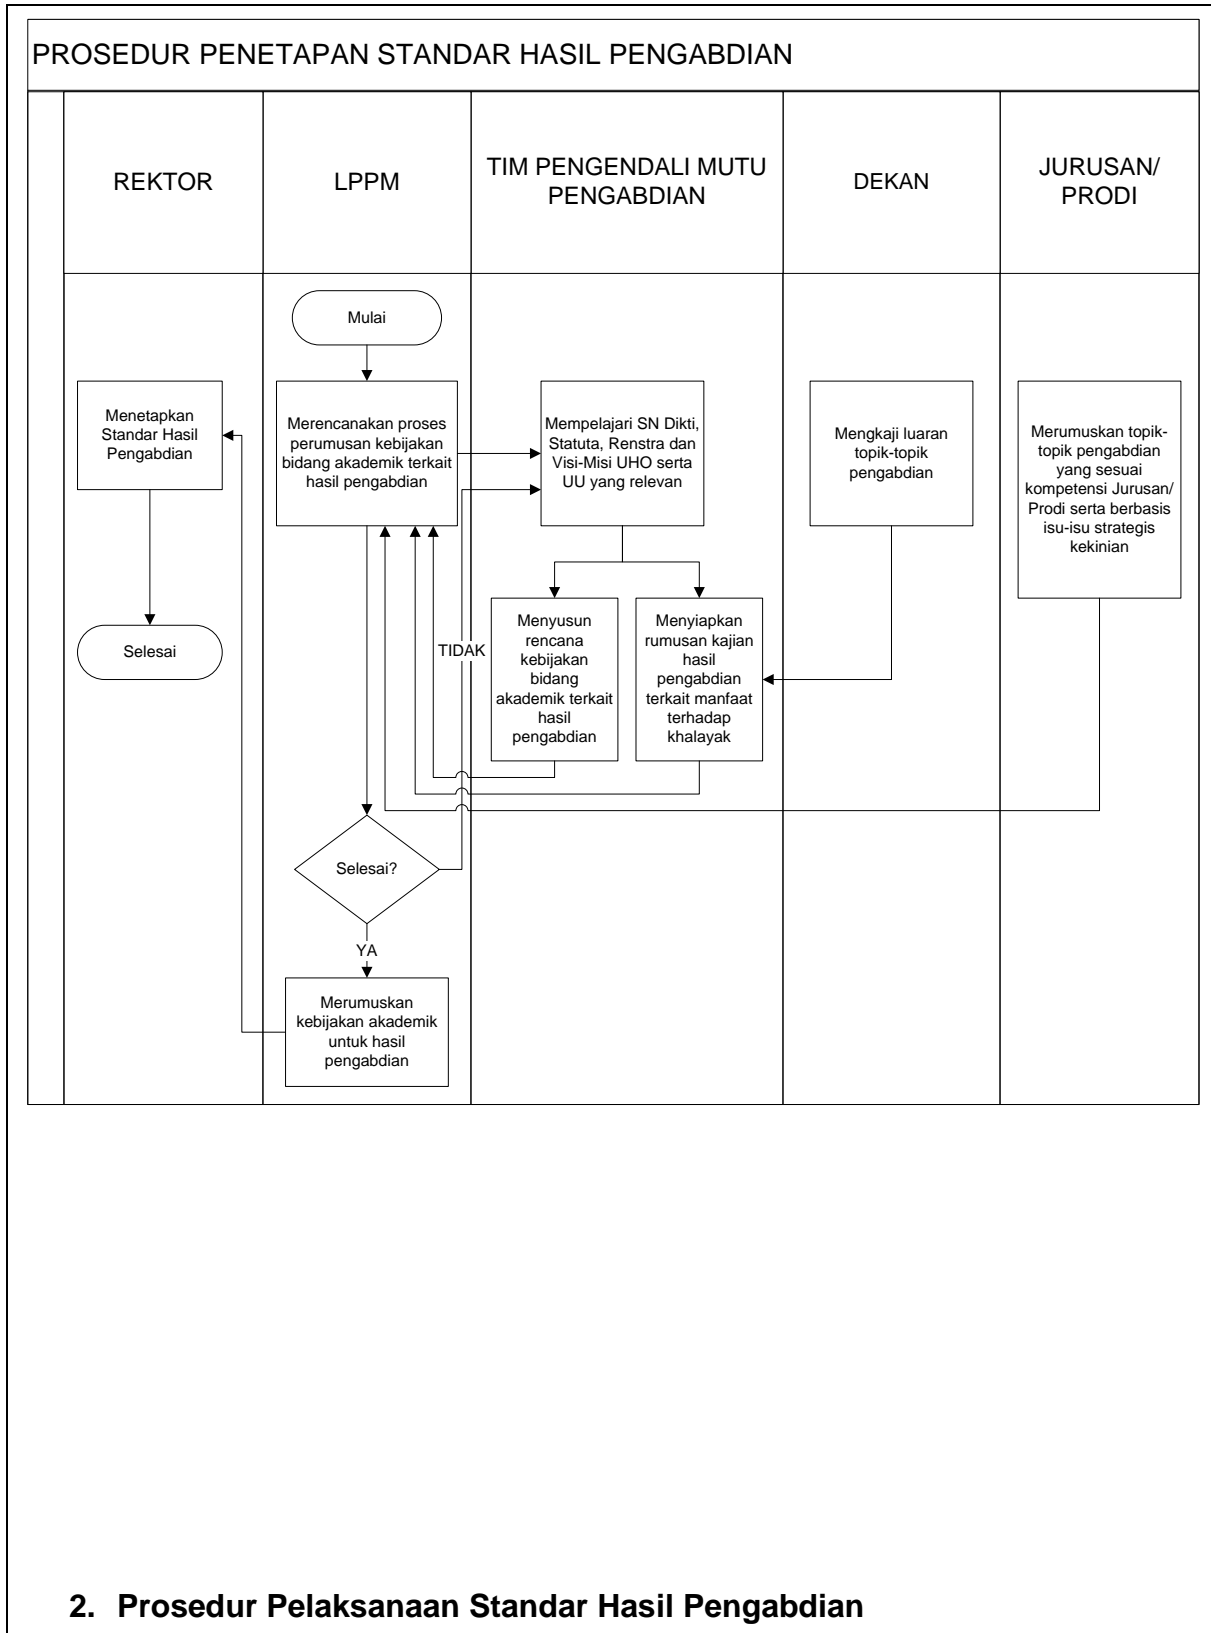 PROSEDUR PENETAPAN STANDAR HASIL PENGABDIAN
REKTOR
LPPM
TIM PENGENDALI MUTU
PENGABDIAN
DEKAN
JURUSAN/
PRODI
Mulai
Menetapkan
Standar Hasil
Pengabdian
Merencanakan proses
perumusan kebijakan
bidang akademik terkait
hasil pengabdian
Mempelajari SN Dikti,
Statuta, Renstra dan
Visi-Misi UHO serta
UU yang relevan
Mengkaji luaran
topik-topik
pengabdian
Merumuskan topik-
topik pengabdian
yang sesuai
kompetensi Jurusan/
Prodi serta berbasis
isu-isu strategis
kekinian
Selesai
TIDAK
Menyusun
rencana
kebijakan
bidang
akademik terkait
hasil
pengabdian
Menyiapkan
rumusan kajian
hasil
pengabdian
terkait manfaat
terhadap
khalayak
Selesai?
YA
Merumuskan
kebijakan akademik
untuk hasil
pengabdian
2. Prosedur Pelaksanaan Standar Hasil Pengabdian